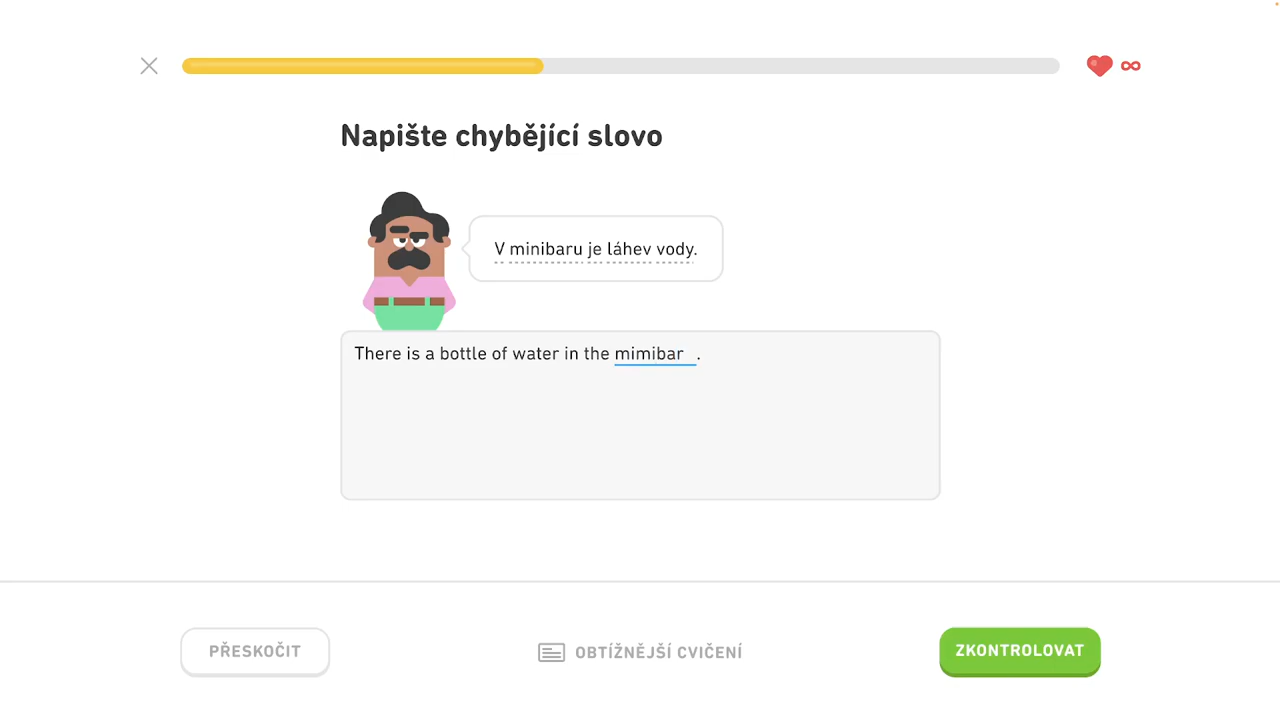 ∞
Napište chybějící slovo
V minibaru je láhev vody.
There is a bottle of water in the mimibar .
PŘESKOČIT
OBTÍŽNĚJŠÍ CVIČENÍ
ZKONTROLOVAT